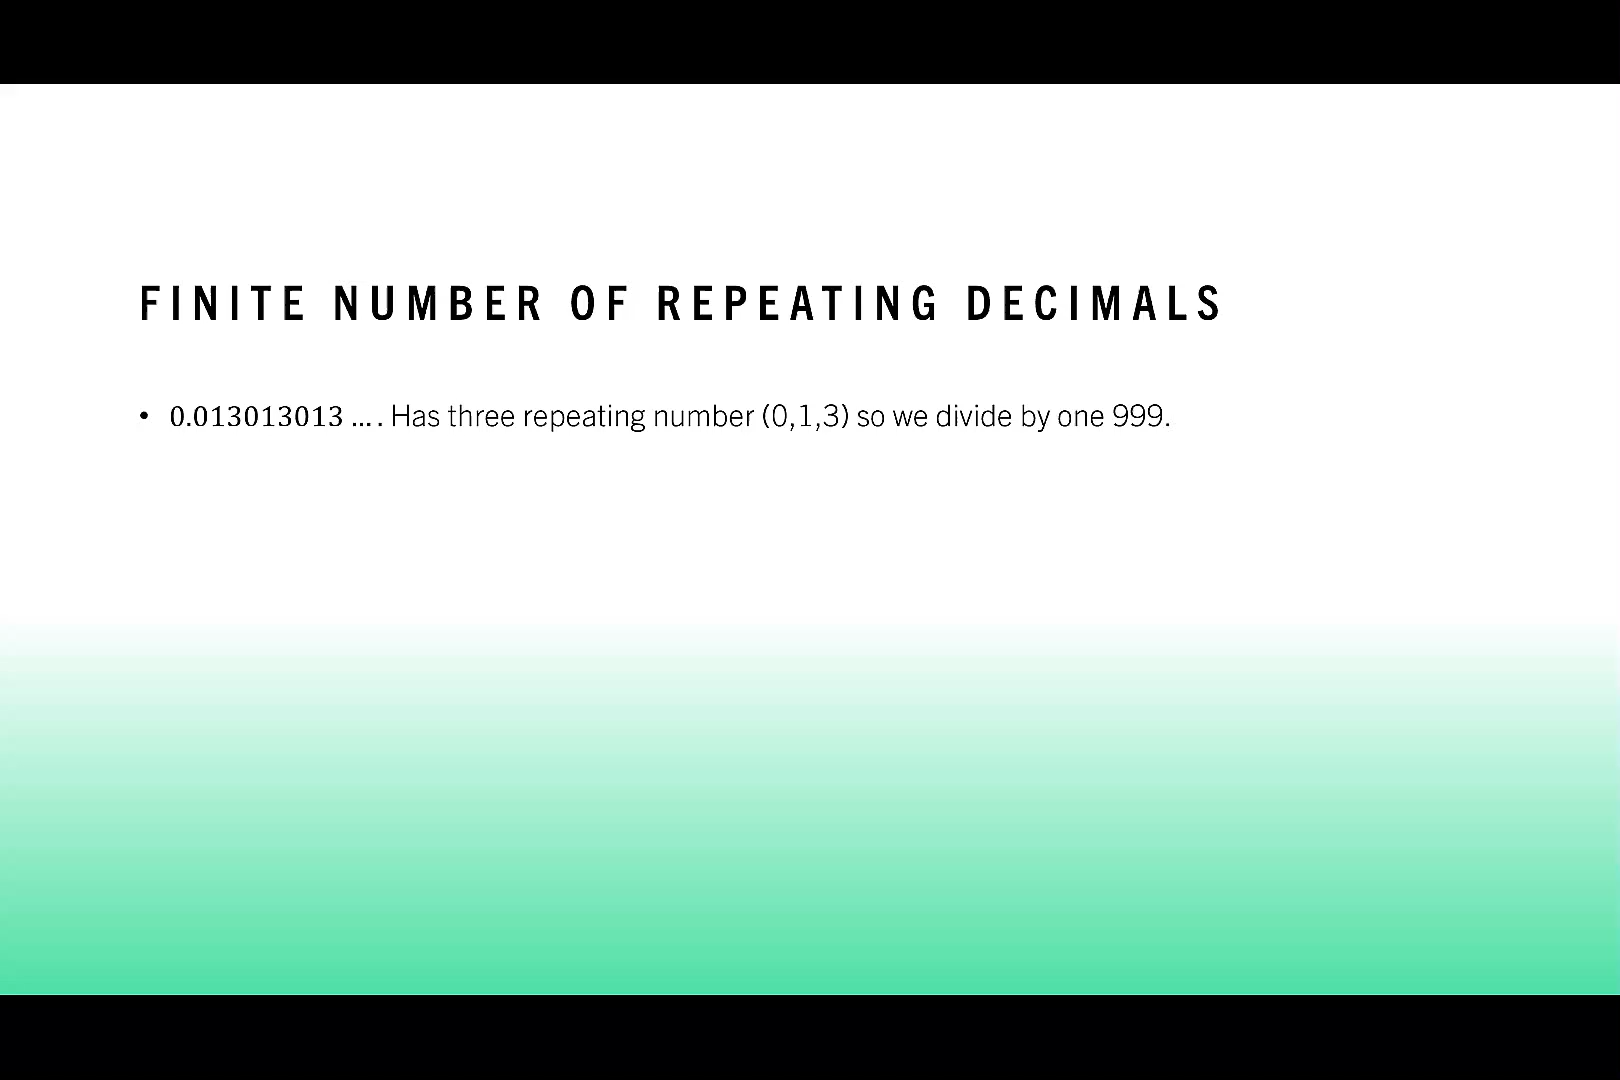 FINITE NUMBER OF REPEATING DECIMALS
• 0.013013013 .... Has three repeating number (0,1,3) so we divide by one 999.